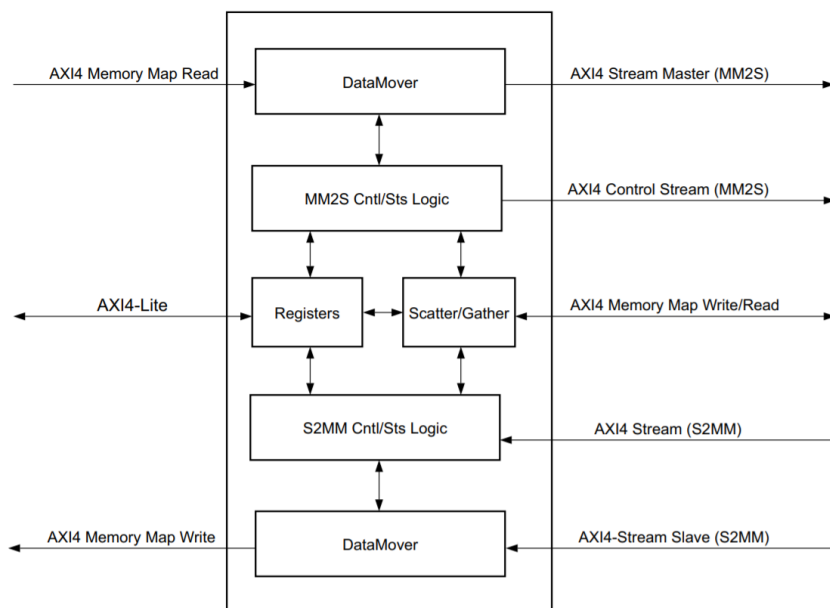 AXI4 Memory Map Read
DataMover
AXI4 Stream Master (MM2S)
MM2S Cntl/Sts Logic
AXI4 Control Stream (MM2S)
AXI4-Lite
Registers
Scatter/Gather
AXI4 Memory Map Write/Read
S2MM Cntl/Sts Logic
AXI4 Stream (S2MM)
AXI4 Memory Map Write
DataMover
AXI4-Stream Slave (S2MM)